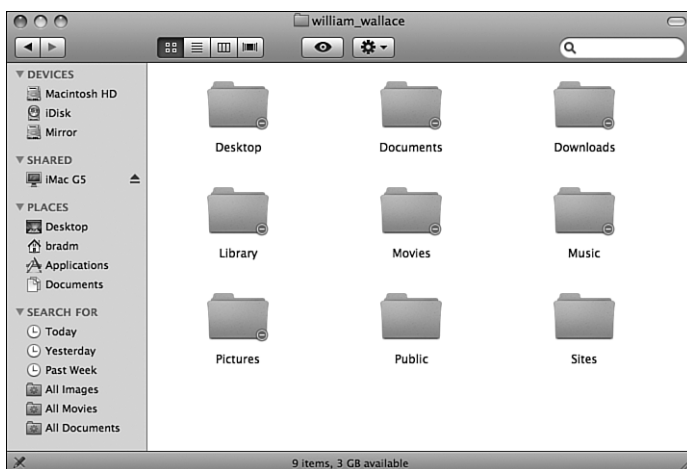 william_wallace
DEVICES
Macintosh HD
iDisk
Mirror
SHARED
iMac G5
PLACES
Desktop
bradm
Applications
Documents
SEARCH FOR
Today
Yesterday
Past Week
All Images
All Movies
All Documents
Desktop Documents Downloads
Library Movies Music
Pictures Public Sites
9 items, 3 GB available